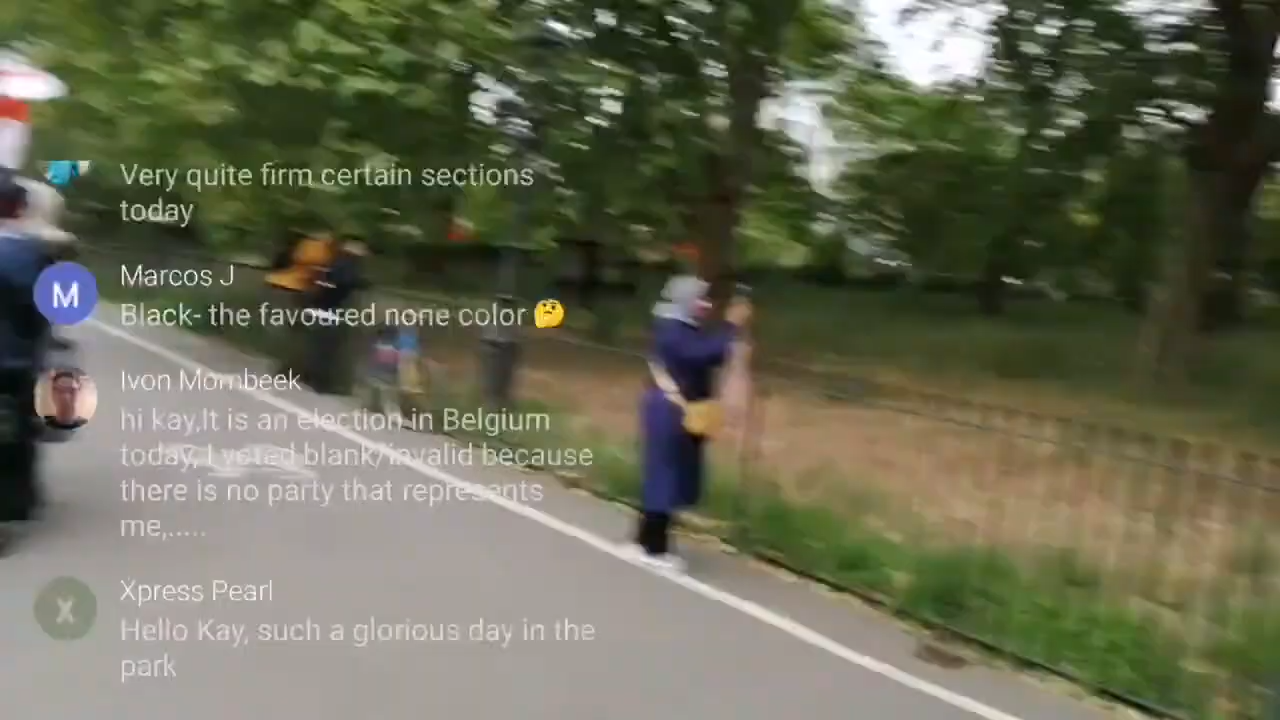 Very quite firm certain sections
today
M
Marcos J
Black- the favoured none color 🤔
Ivon Mombeek
hi kay,It is an election in Belgium
today, I voted blank/invalid because
there is no party that represents
me,.....
X
Xpress Pearl
Hello Kay, such a glorious day in the
park